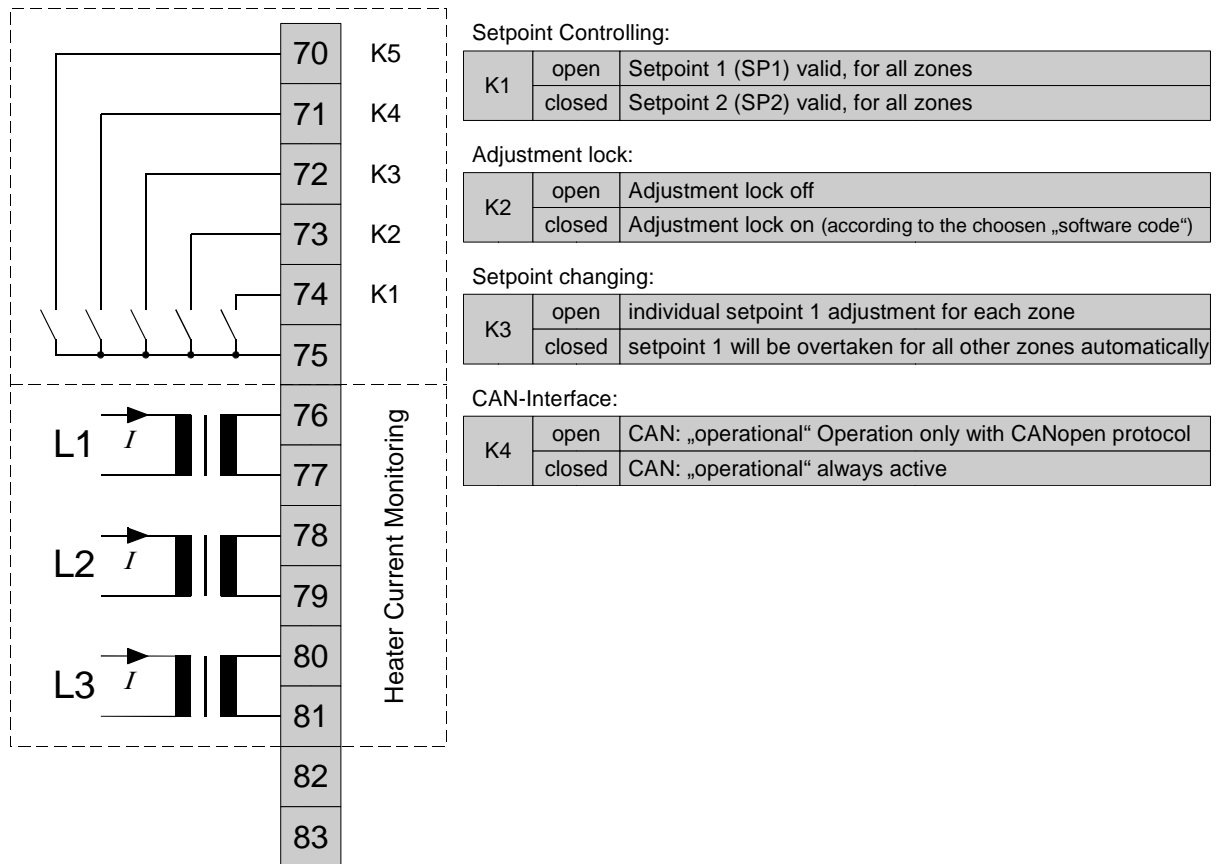 70 K5
71 K4
72 K3
73 K2
74 K1
75
76
77
78
79
80
81
82
83
L1 I
L2 I
L3 I
Heater Current Monitoring
Setpoint Controlling:
K1
open Setpoint 1 (SP1) valid, for all zones
closed Setpoint 2 (SP2) valid, for all zones
Adjustment lock:
K2
open Adjustment lock off
closed Adjustment lock on (according to the choosen „software code“)
Setpoint changing:
K3
open individual setpoint 1 adjustment for each zone
closed setpoint 1 will be overtaken for all other zones automatically
CAN-Interface:
K4
open CAN: „operational“ Operation only with CANopen protocol
closed CAN: „operational“ always active